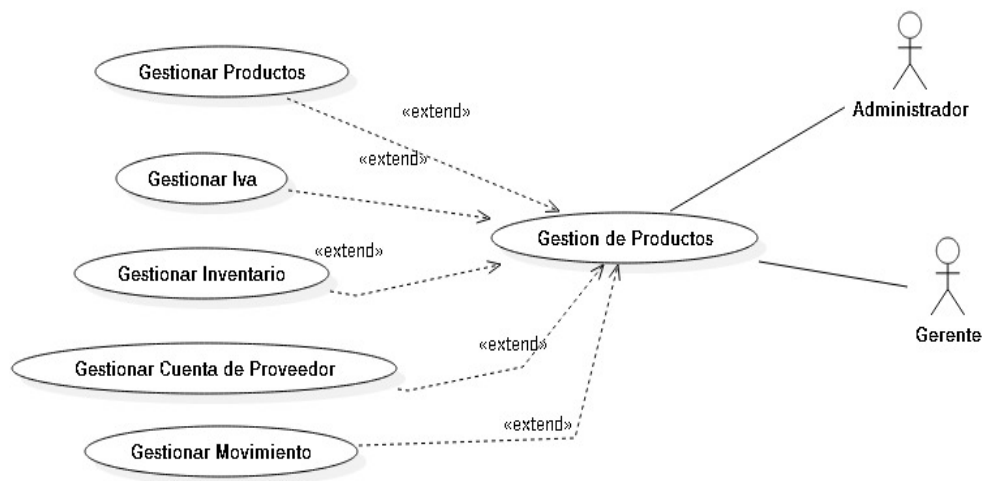 Gestionar Productos
«extend»
Administrador
«extend»
Gestionar Iva
Gestion de Productos
«extend»
Gestionar Inventario
Gerente
«extend»
Gestionar Cuenta de Proveedor
«extend»
Gestionar Movimiento